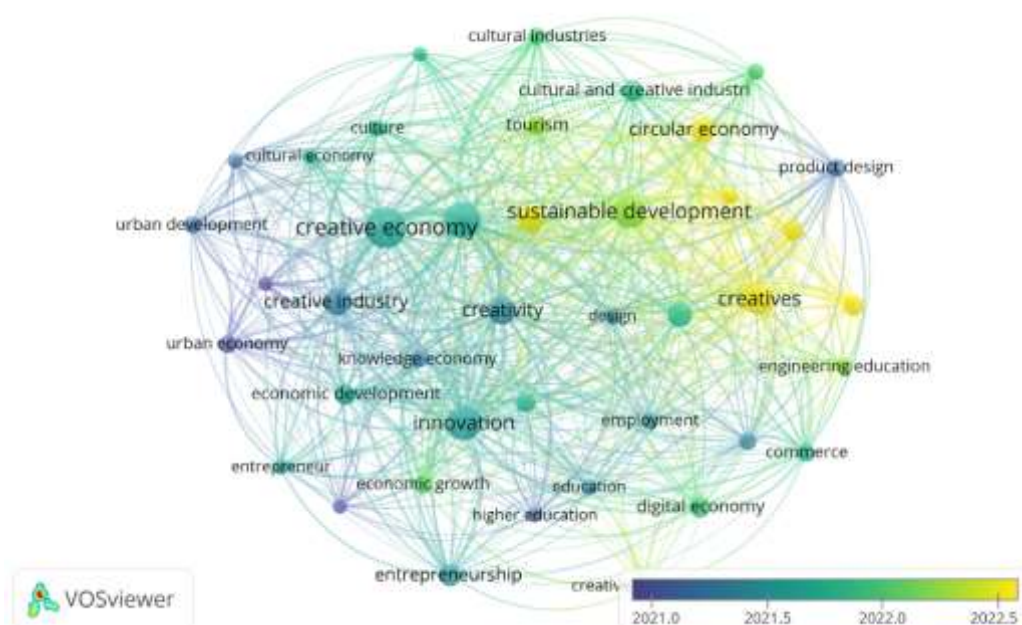 cultural industries
cultural and creative industri
culture
tourism
circular economy
cultural economy
product design
urban development
creative economy
sustainable development
creative industry
creativity
design
creatives
urban economy
knowledge economy
engineering education
economic development
innovation
employment
commerce
entrepreneur
economic growth
education
higher education
digital economy
entrepreneurship
creativ
VOSviewer
2021.0
2021.5
2022.0
2022.5